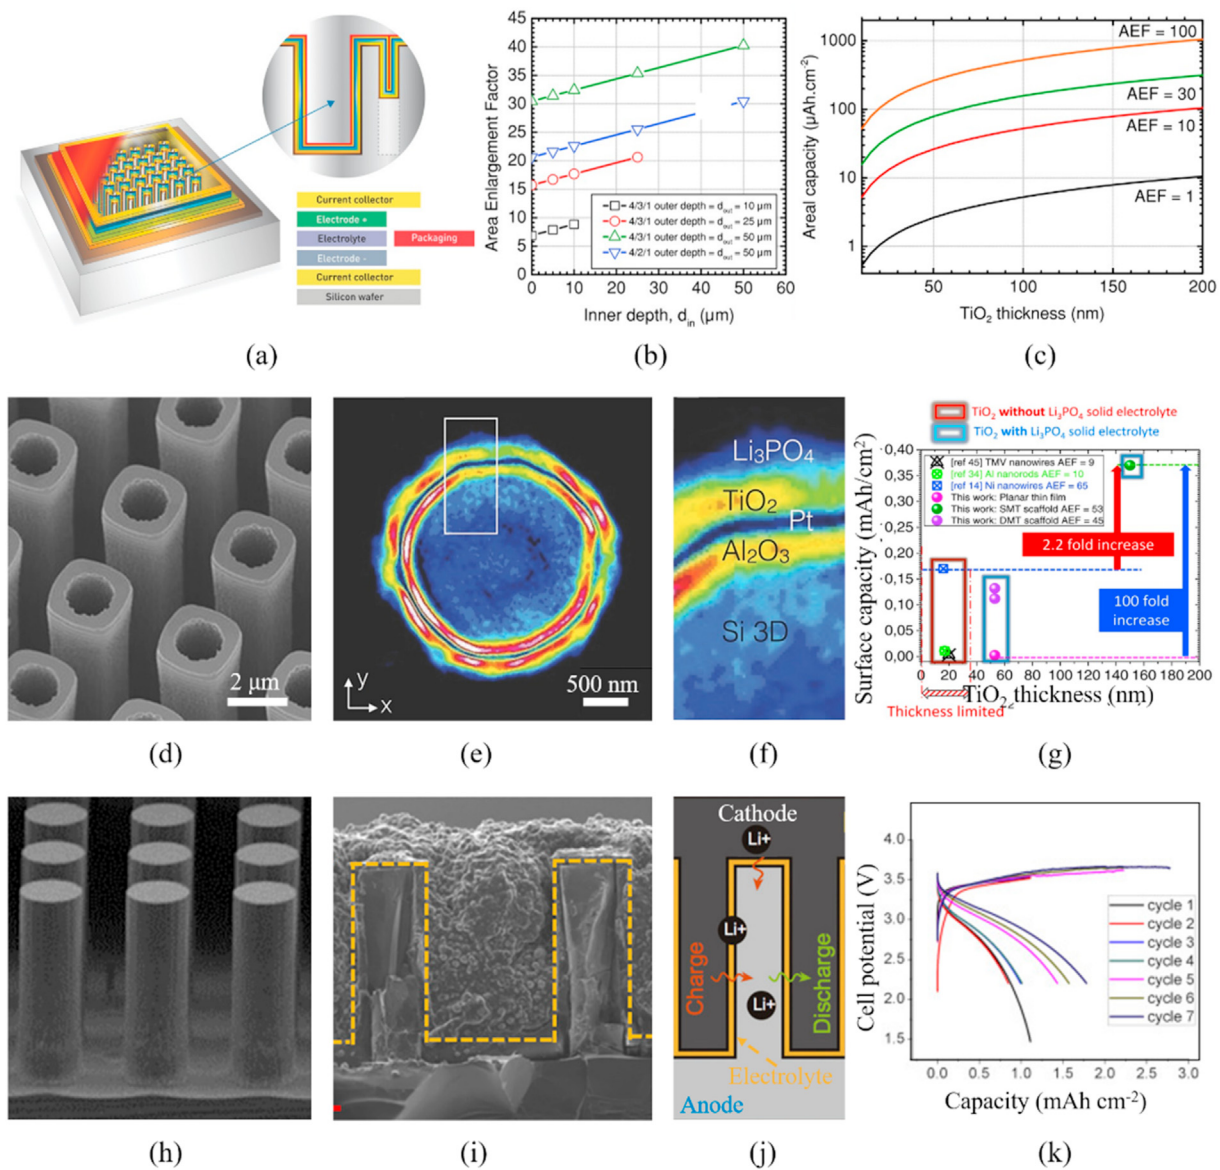 Current collector
Electrode +
Electrolyte
Packaging
Electrode -
Current collector
Silicon wafer
(a)
Area Enlargement Factor
45
40
35
30
25
20
15
10
5
0
4/3/1 outer depth = d_out = 10 µm
4/3/1 outer depth = d_out = 25 µm
4/3/1 outer depth = d_out = 50 µm
4/2/1 outer depth = d_out = 50 µm
0 10 20 30 40 50 60
Inner depth, d_in (µm)
(b)
Areal capacity (µAh.cm⁻²)
1000
100
10
1
AEF = 100
AEF = 30
AEF = 10
AEF = 1
50 100 150 200
TiO₂ thickness (nm)
(c)
2 µm
(d)
y
x
500 nm
(e)
Li₃PO₄
TiO₂
Pt
Al₂O₃
Si 3D
(f)
TiO₂ without Li₃PO₄ solid electrolyte
TiO₂ with Li₃PO₄ solid electrolyte
Surface capacity (mAh/cm²)
0,40
0,35
0,30
0,25
0,20
0,15
0,10
0,05
0,00
[ref 45] TMV nanowires AEF = 9
[ref 34] Al nanorods AEF = 10
[ref 14] Ni nanowires AEF = 65
This work: Planar thin film
This work: SMT scaffold AEF = 53
This work: DMT scaffold AEF = 45
2.2 fold increase
100 fold
increase
0 20 40 60 80 100 120 140 160 180 200
TiO₂ thickness (nm)
Thickness limited
(g)
(h)
(i)
Cathode
Li+
Li+
Charge
Discharge
Li+
Electrolyte
Anode
(j)
Cell potential (V)
4.0
3.5
3.0
2.5
2.0
1.5
cycle 1
cycle 2
cycle 3
cycle 4
cycle 5
cycle 6
cycle 7
0.0 0.5 1.0 1.5 2.0 2.5 3.0
Capacity (mAh cm⁻²)
(k)